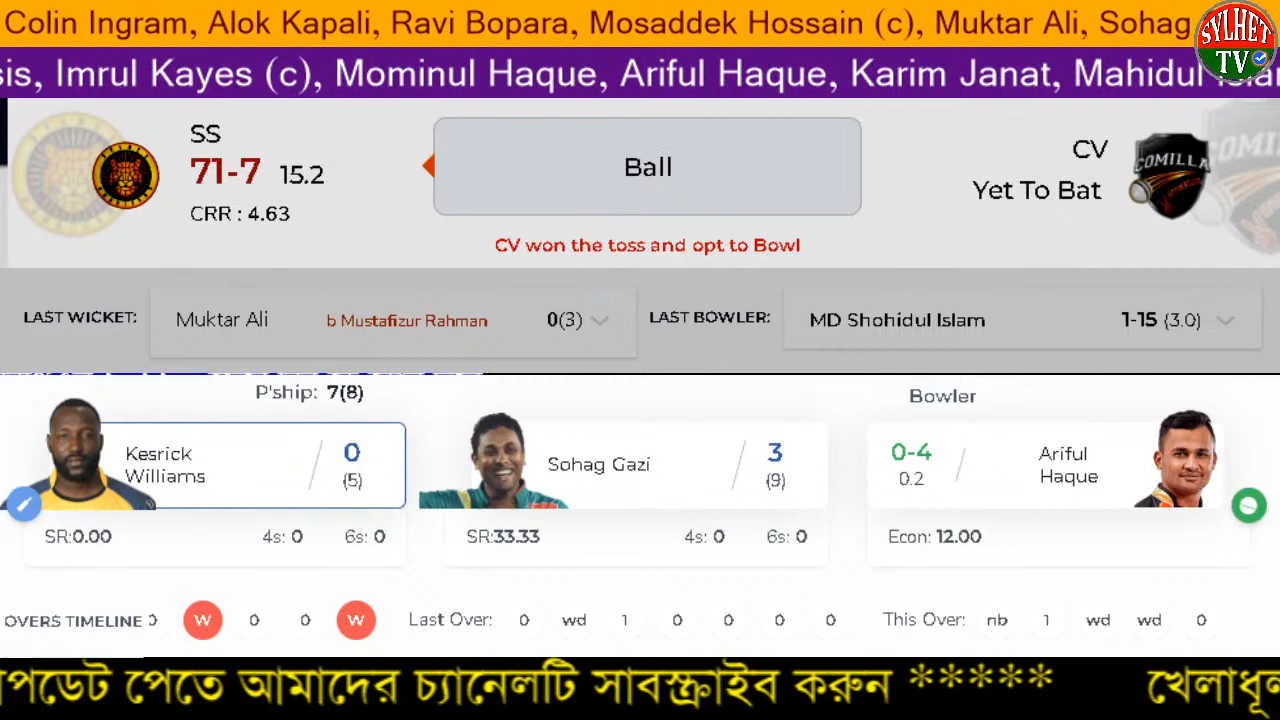 Colin Ingram, Alok Kapali, Ravi Bopara, Mosaddek Hossain (c), Muktar Ali, Sohag
SYLHET
TV
sis, Imrul Kayes (c), Mominul Haque, Ariful Haque, Karim Janat, Mahidul Islam
SS
71-7 15.2
CRR : 4.63
Ball
CV won the toss and opt to Bowl
CV
Yet To Bat
COMILLA
LAST WICKET: Muktar Ali b Mustafizur Rahman 0(3)
LAST BOWLER: MD Shohidul Islam 1-15 (3.0)
P'ship: 7(8)
Bowler
Kesrick Williams 0 (5)
SR:0.00 4s: 0 6s: 0
Sohag Gazi 3 (9)
SR:33.33 4s: 0 6s: 0
0-4 0.2 Ariful Haque
Econ: 12.00
OVERS TIMELINE 0 W 0 0 W Last Over: 0 wd 1 0 0 0 0 This Over: nb 1 wd wd 0
পডেট পেতে আমাদের চ্যানেলটি সাবস্ক্রাইব করুন ***** খেলাধূ